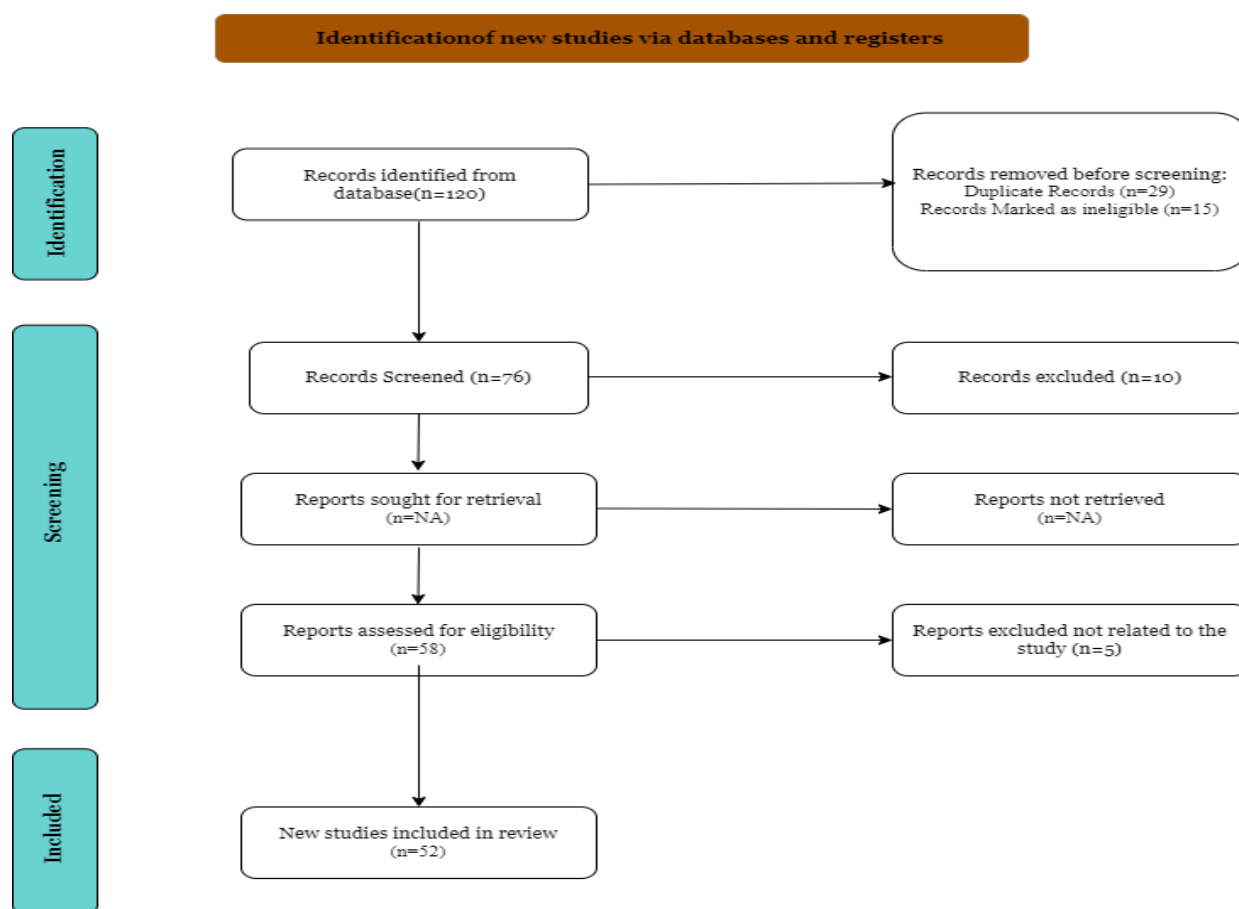 Identificationof new studies via databases and registers
Identification
Records identified from
database(n=120)
Records removed before screening:
Duplicate Records (n=29)
Records Marked as ineligible (n=15)
Screening
Records Screened (n=76)
Records excluded (n=10)
Reports sought for retrieval
(n=NA)
Reports not retrieved
(n=NA)
Reports assessed for eligibility
(n=58)
Reports excluded not related to the
study (n=5)
Included
New studies included in review
(n=52)